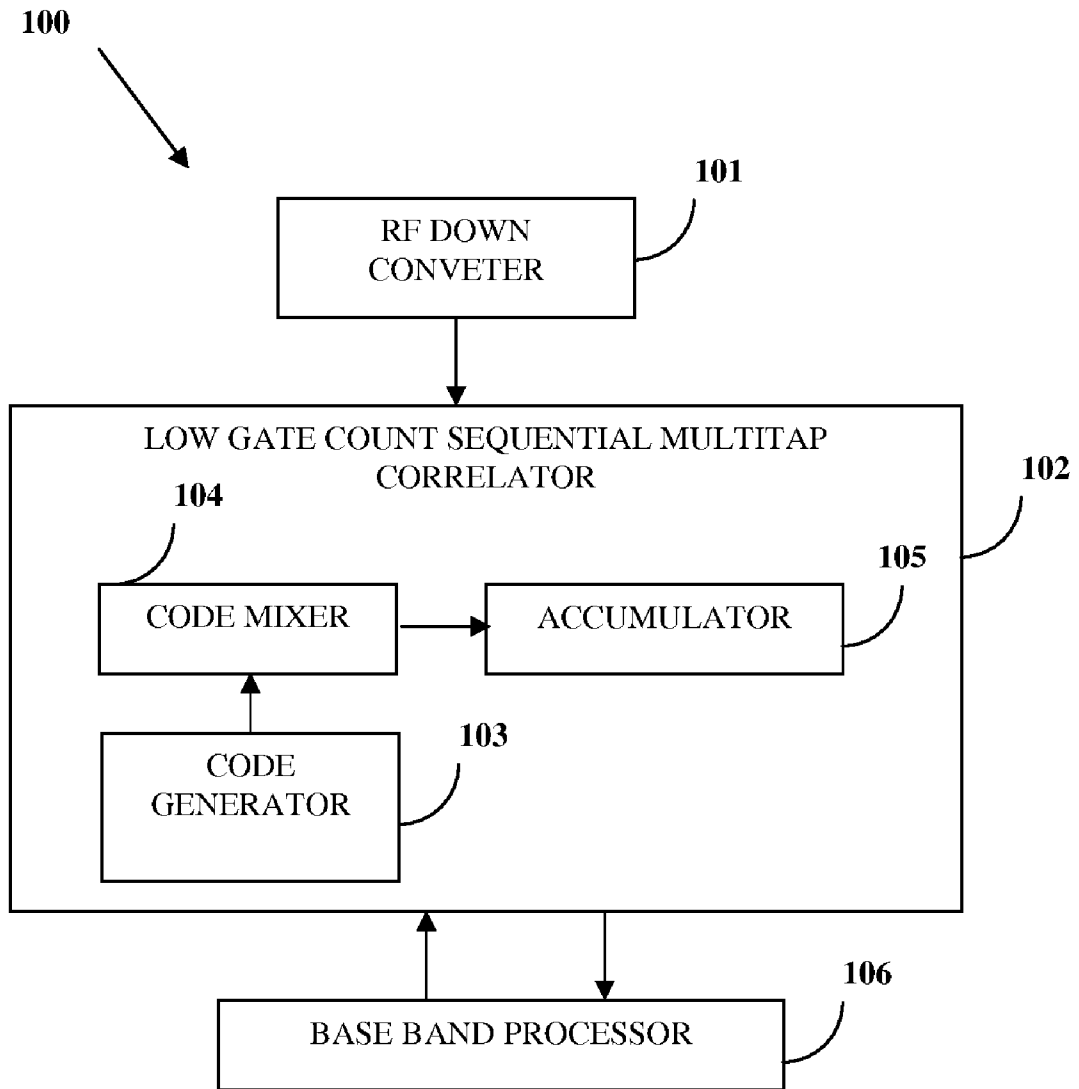 100
101
RF DOWN
CONVETER
LOW GATE COUNT SEQUENTIAL MULTITAP
CORRELATOR
102
104
105
CODE MIXER
ACCUMULATOR
103
CODE
GENERATOR
106
BASE BAND PROCESSOR